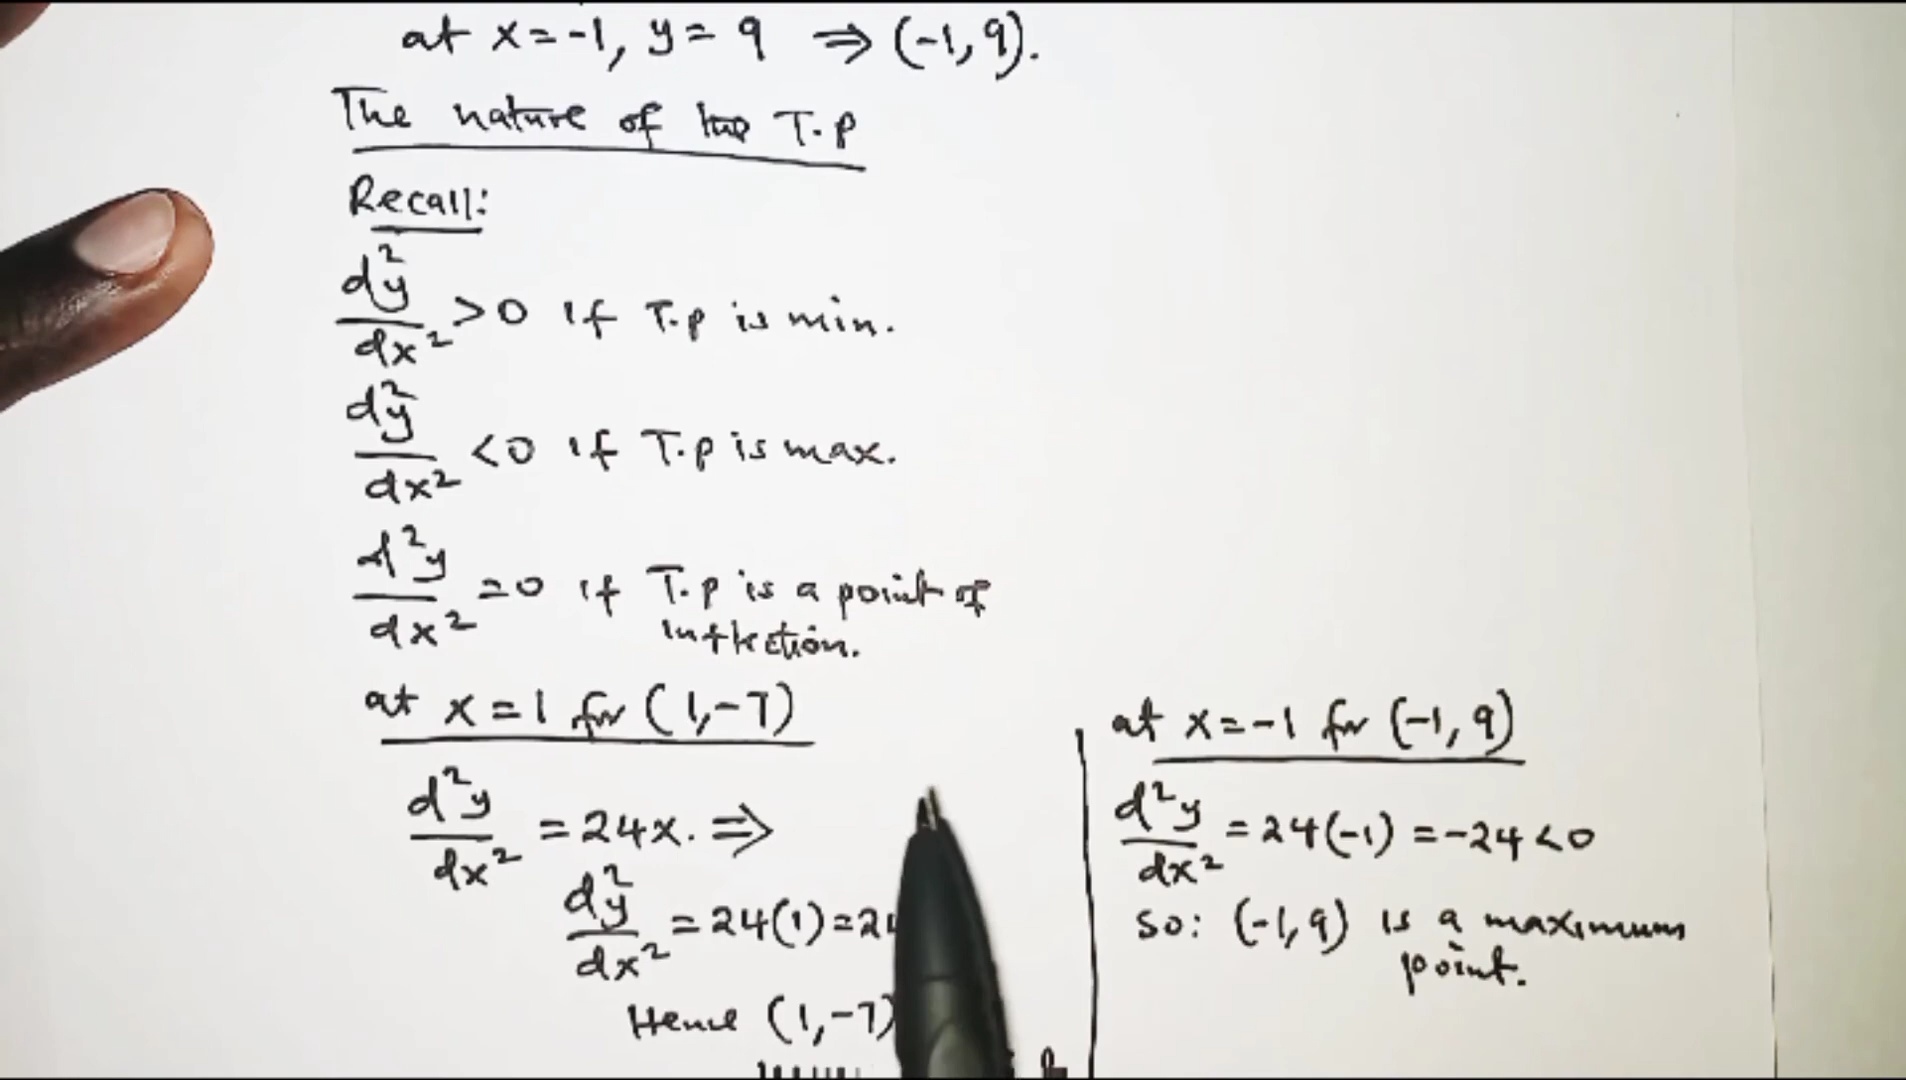 at x=-1, y=9 ⇒ (-1,9).
The nature of the T.p
Recall:
d²y/dx² >0 if T.p is min.
d²y/dx² <0 if T.p is max.
d²y/dx² =0 if T.p is a point of
inflection.
at x=1 for (1,-7)
d²y/dx² = 24x. ⇒
d²y/dx² = 24(1)=2
Hence (1,-7)
at x=-1 for (-1,9)
d²y/dx² = 24(-1) = -24<0
so: (-1,9) is a maximum
point.